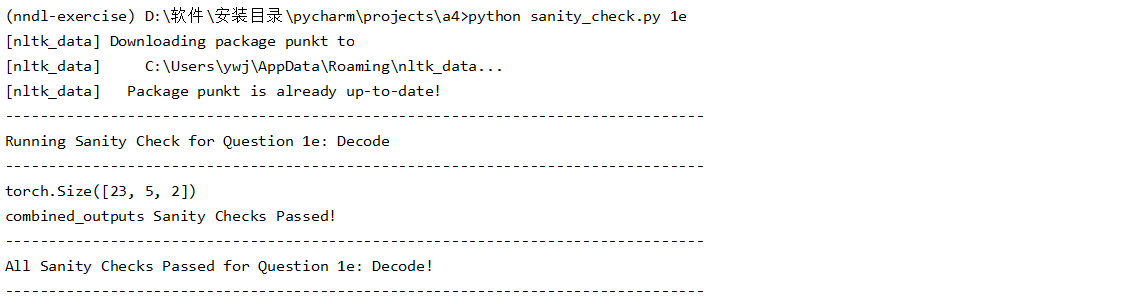 (nndl-exercise) D:\软件\安装目录\pycharm\projects\a4>python sanity_check.py 1e
[nltk_data] Downloading package punkt to
[nltk_data]     C:\Users\ywj\AppData\Roaming\nltk_data...
[nltk_data]   Package punkt is already up-to-date!
--------------------------------------------------------------------------------
Running Sanity Check for Question 1e: Decode
--------------------------------------------------------------------------------
torch.Size([23, 5, 2])
combined_outputs Sanity Checks Passed!
--------------------------------------------------------------------------------
All Sanity Checks Passed for Question 1e: Decode!
--------------------------------------------------------------------------------